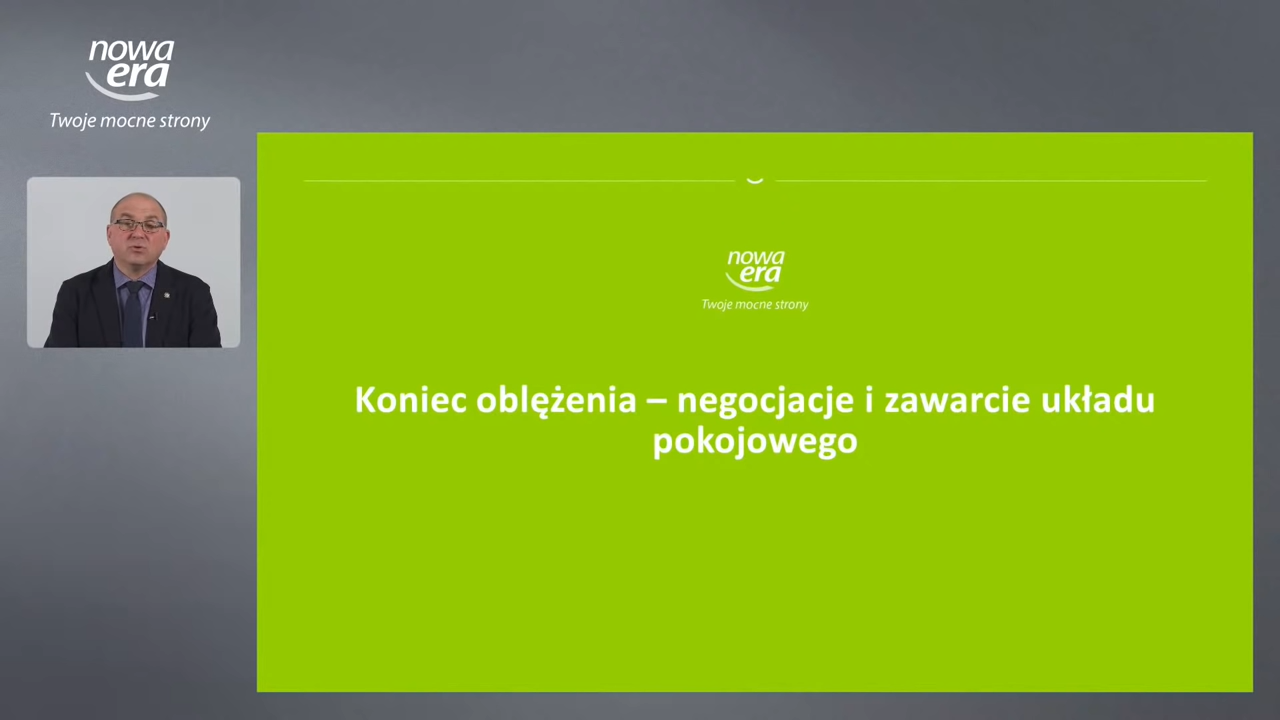 nowa
era
Twoje mocne strony
nowa
era
Twoje mocne strony
Koniec oblężenia – negocjacje i zawarcie układu
pokojowego